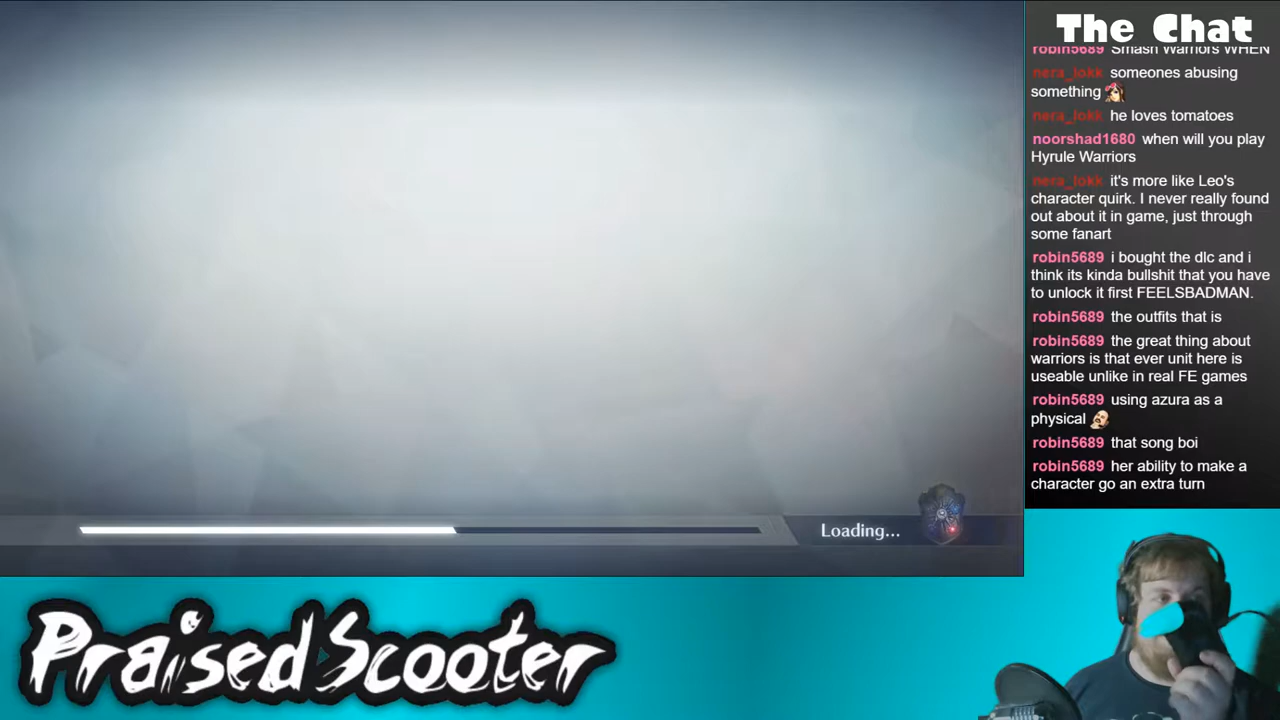 The Chat
robin5689 Smash Warriors WHEN
nera_lokk someones abusing
something
nera_lokk he loves tomatoes
noorshad1680 when will you play
Hyrule Warriors
nera_lokk it's more like Leo's
character quirk. I never really found
out about it in game, just through
some fanart
robin5689 i bought the dlc and i
think its kinda bullshit that you have
to unlock it first FEELSBADMAN.
robin5689 the outfits that is
robin5689 the great thing about
warriors is that ever unit here is
useable unlike in real FE games
robin5689 using azura as a
physical
robin5689 that song boi
robin5689 her ability to make a
character go an extra turn
Loading...
PraisedScooter